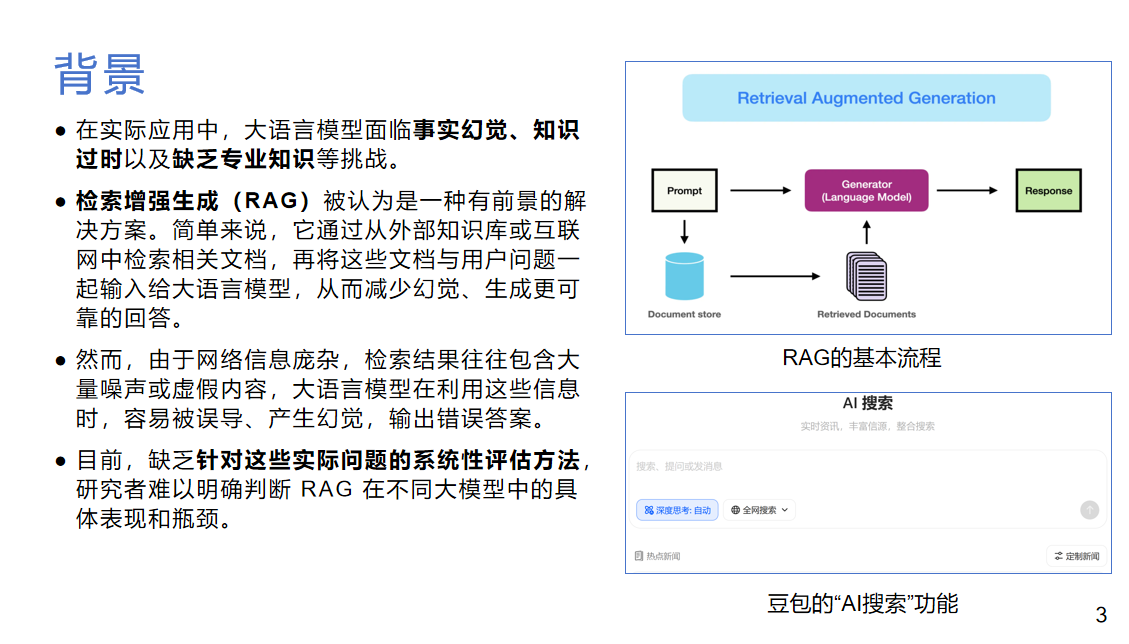 背景
● 在实际应用中，大语言模型面临事实幻觉、知识
过时以及缺乏专业知识等挑战。
● 检索增强生成（RAG）被认为是一种有前景的解
决方案。简单来说，它通过从外部知识库或互联
网中检索相关文档，再将这些文档与用户问题一
起输入给大语言模型，从而减少幻觉、生成更可
靠的回答。
● 然而，由于网络信息庞杂，检索结果往往包含大
量噪声或虚假内容，大语言模型在利用这些信息
时，容易被误导、产生幻觉，输出错误答案。
● 目前，缺乏针对这些实际问题的系统性评估方法，
研究者难以明确判断 RAG 在不同大模型中的具
体表现和瓶颈。
Retrieval Augmented Generation
Prompt
Generator
(Language Model)
Response
Document store
Retrieved Documents
RAG的基本流程
AI 搜索
实时资讯，丰富信源，整合搜索
搜索、提问或发消息
深度思考: 自动
全网搜索
热点新闻
定制新闻
豆包的“AI搜索”功能
3